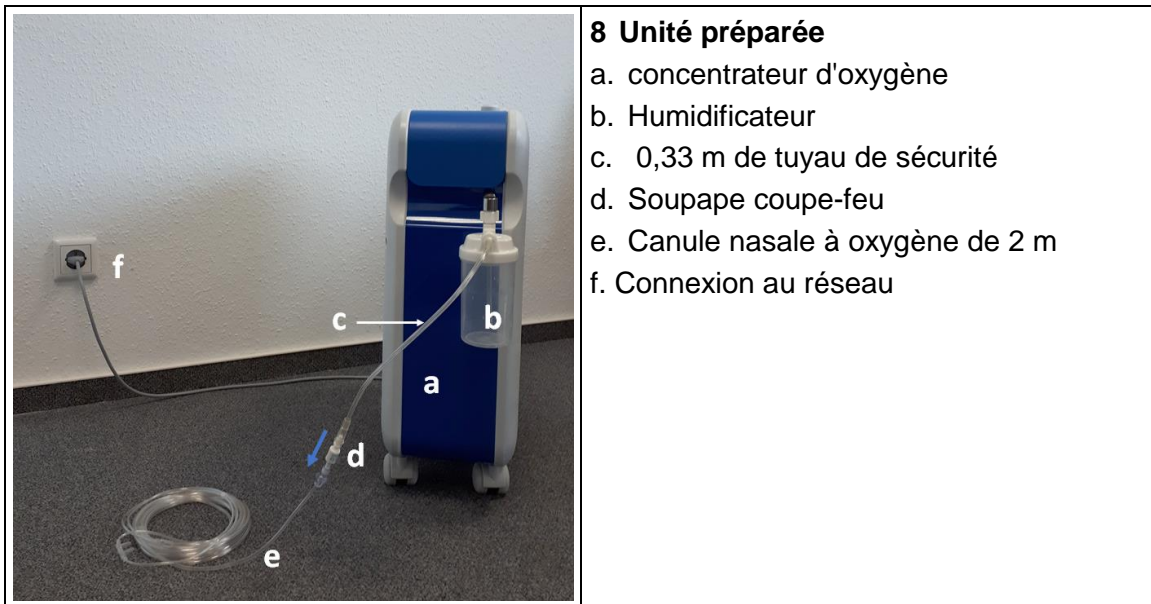 8 Unité préparée
a. concentrateur d'oxygène
b. Humidificateur
c. 0,33 m de tuyau de sécurité
d. Soupape coupe-feu
e. Canule nasale à oxygène de 2 m
f. Connexion au réseau
f
c
b
a
d
e